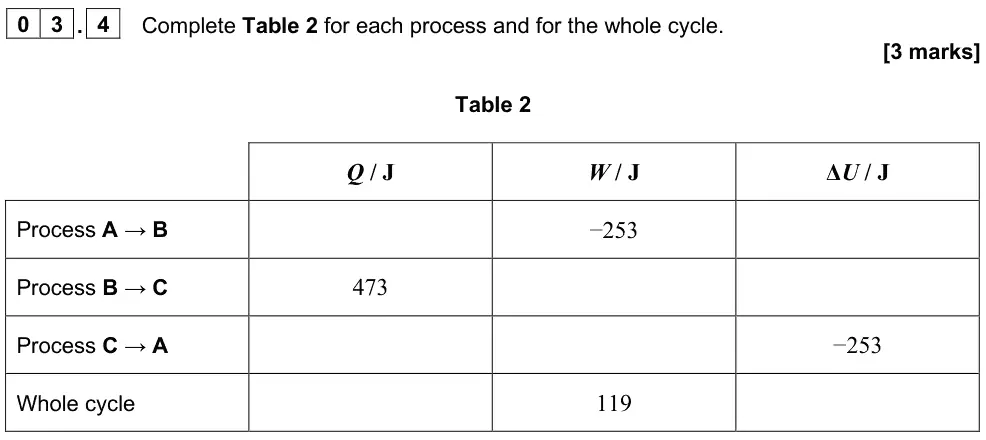 0 3 . 4 Complete Table 2 for each process and for the whole cycle.
[3 marks]
Table 2
Q / J W / J ΔU / J
Process A → B −253
Process B → C 473
Process C → A −253
Whole cycle 119